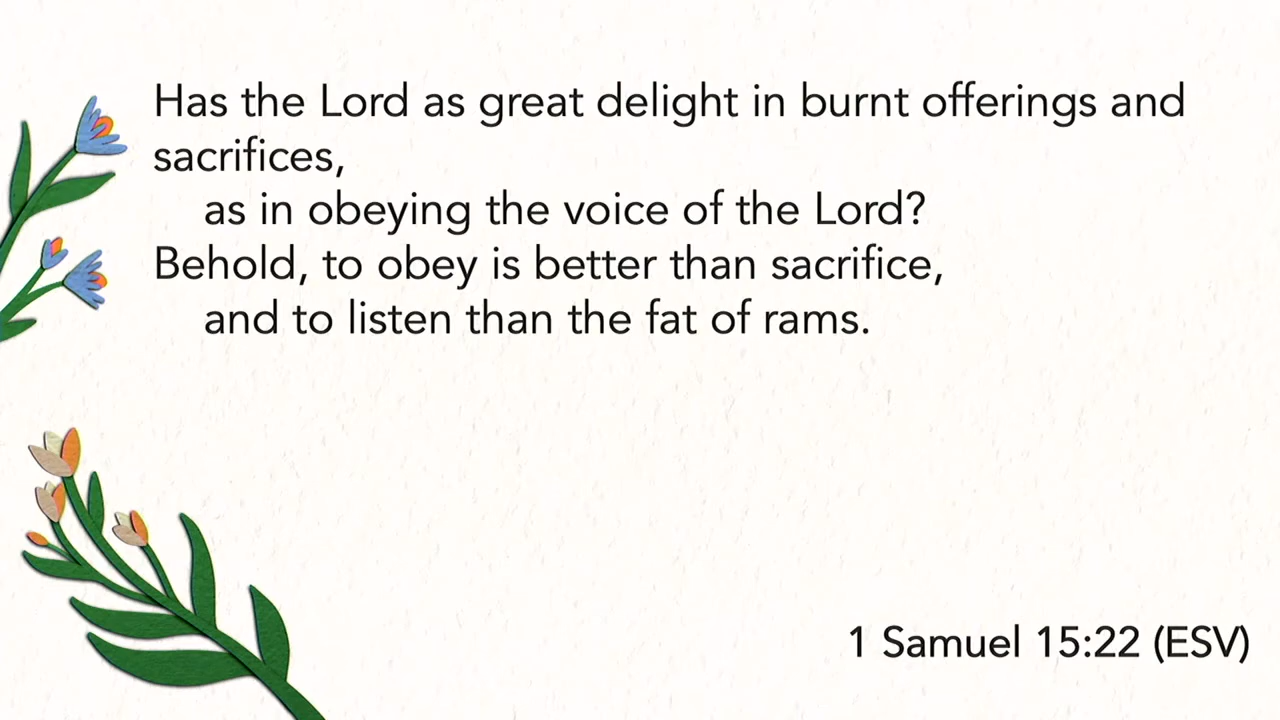 Has the Lord as great delight in burnt offerings and
sacrifices,
as in obeying the voice of the Lord?
Behold, to obey is better than sacrifice,
and to listen than the fat of rams.
1 Samuel 15:22 (ESV)